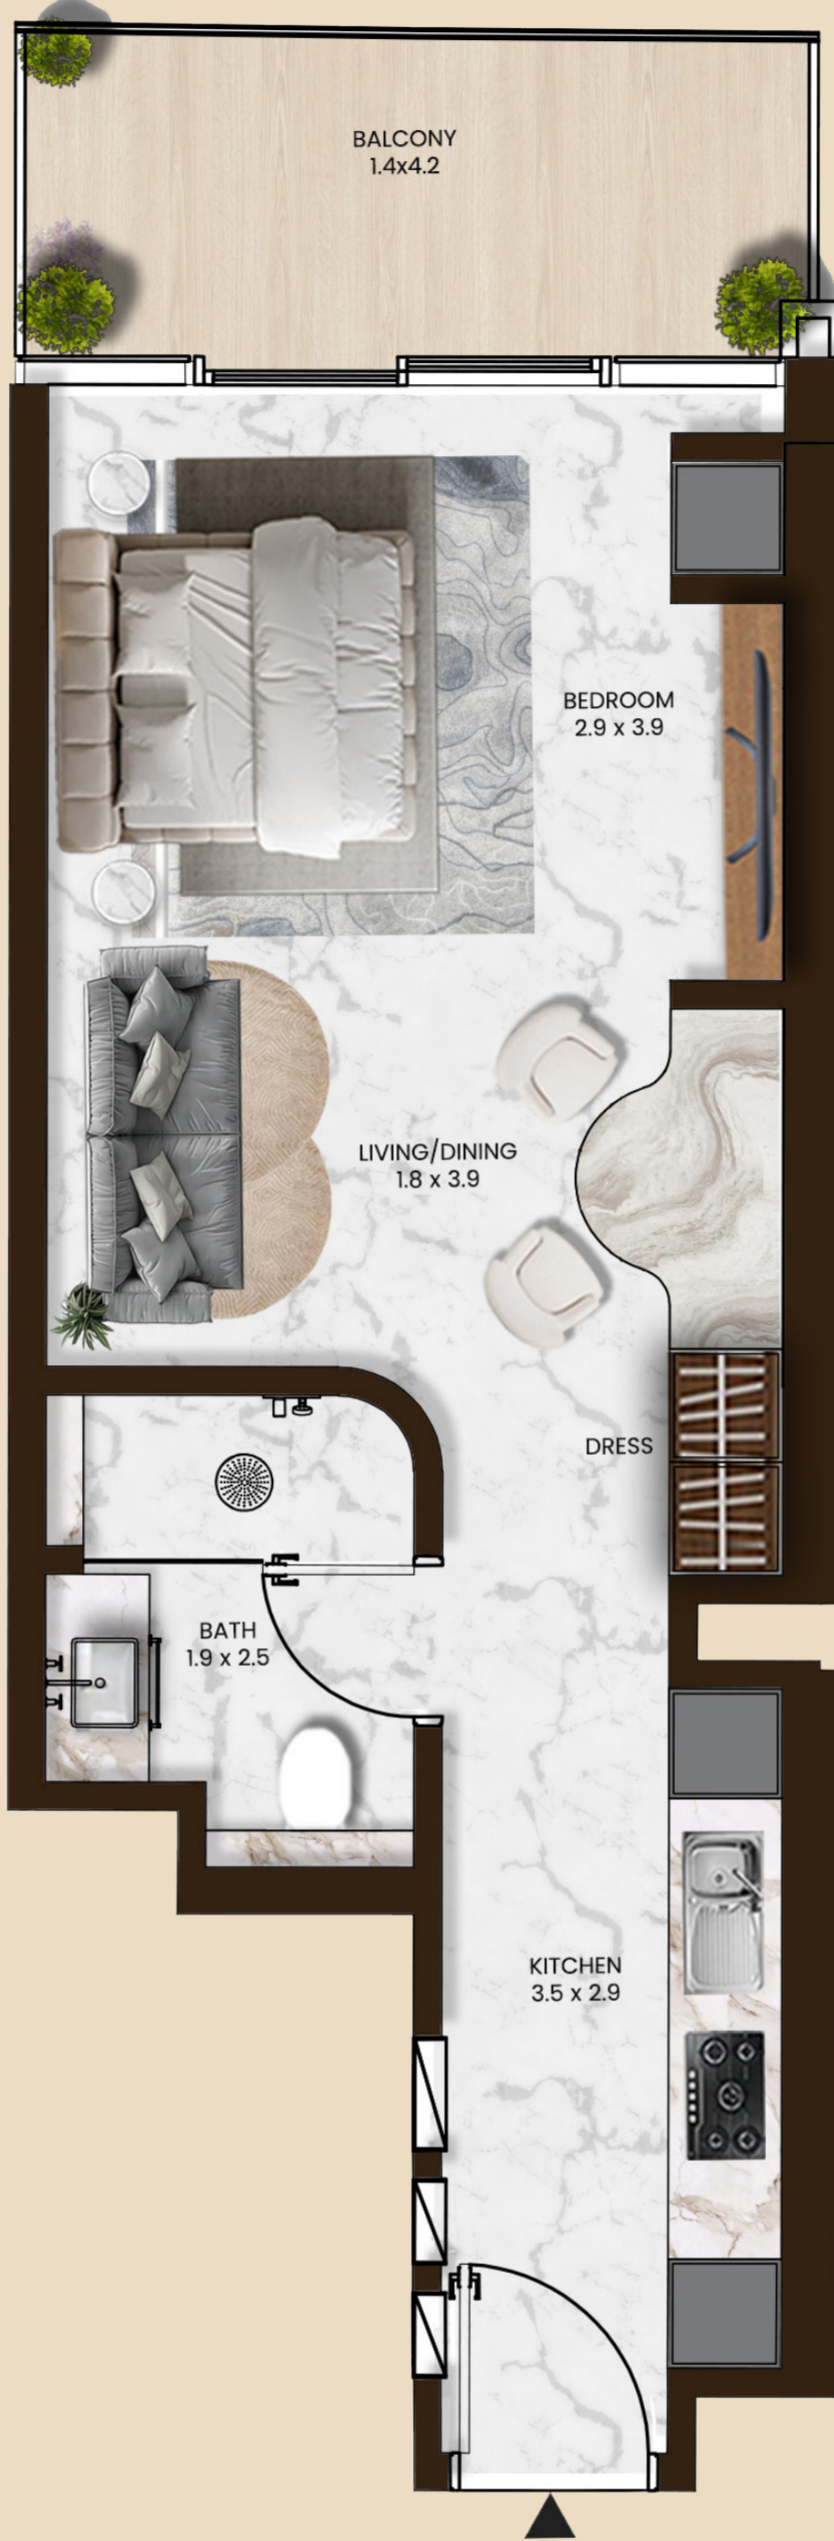 BALCONY
1.4x4.2
BEDROOM
2.9 x 3.9
LIVING/DINING
1.8 x 3.9
DRESS
BATH
1.9 x 2.5
KITCHEN
3.5 x 2.9